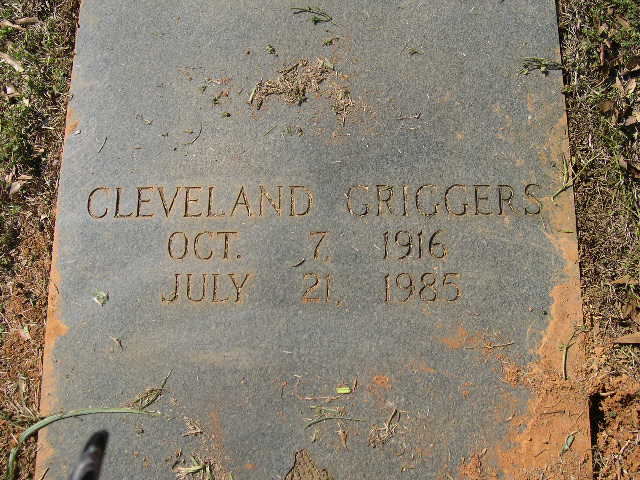 CLEVELAND GRIGGERS
OCT. 7, 1916
JULY 21, 1985